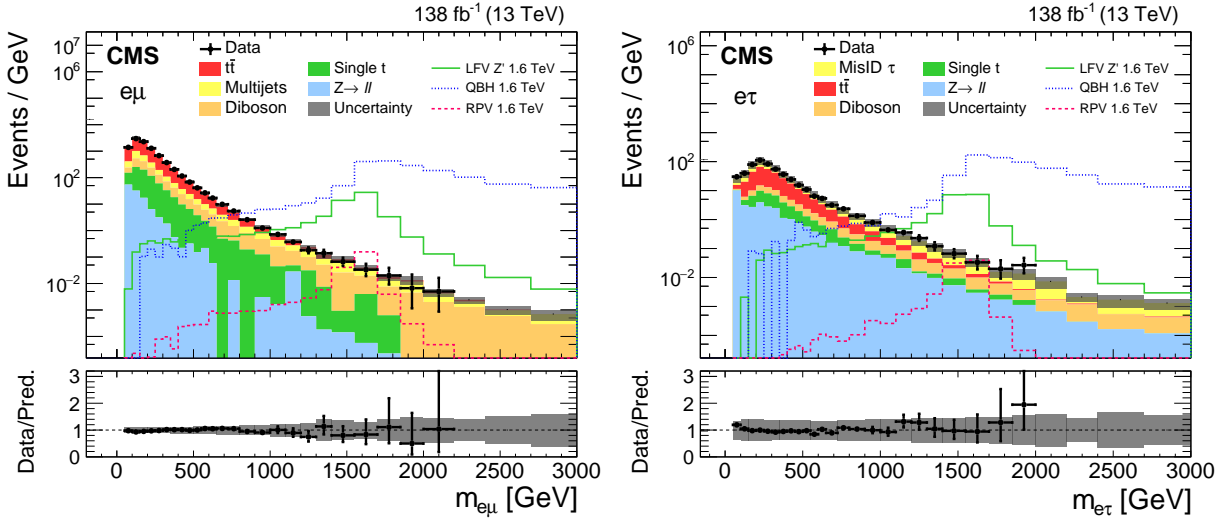 138 fb⁻¹ (13 TeV)
CMS
eμ
Data
tt̄
Multijets
Diboson
Single t
Z→ ll
Uncertainty
LFV Z' 1.6 TeV
QBH 1.6 TeV
RPV 1.6 TeV
Events / GeV
10⁷
10⁶
10²
10⁻²
Data/Pred.
3
2
1
0
0 500 1000 1500 2000 2500 3000
m_eμ [GeV]
138 fb⁻¹ (13 TeV)
CMS
eτ
Data
MisID τ
tt̄
Diboson
Single t
Z→ ll
Uncertainty
LFV Z' 1.6 TeV
QBH 1.6 TeV
RPV 1.6 TeV
Events / GeV
10⁶
10²
10⁻²
Data/Pred.
3
2
1
0
0 500 1000 1500 2000 2500 3000
m_eτ [GeV]